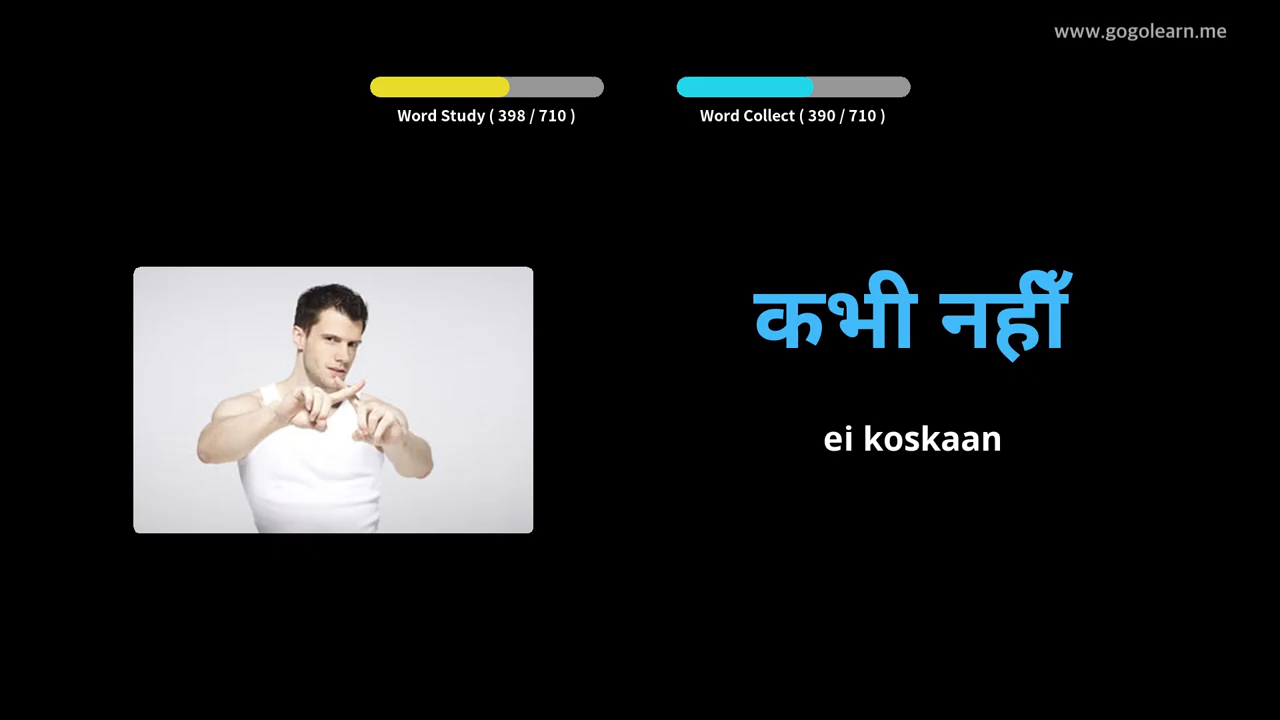 www.gogolearn.me
Word Study ( 398 / 710 )
Word Collect ( 390 / 710 )
कभी नहीँ
ei koskaan